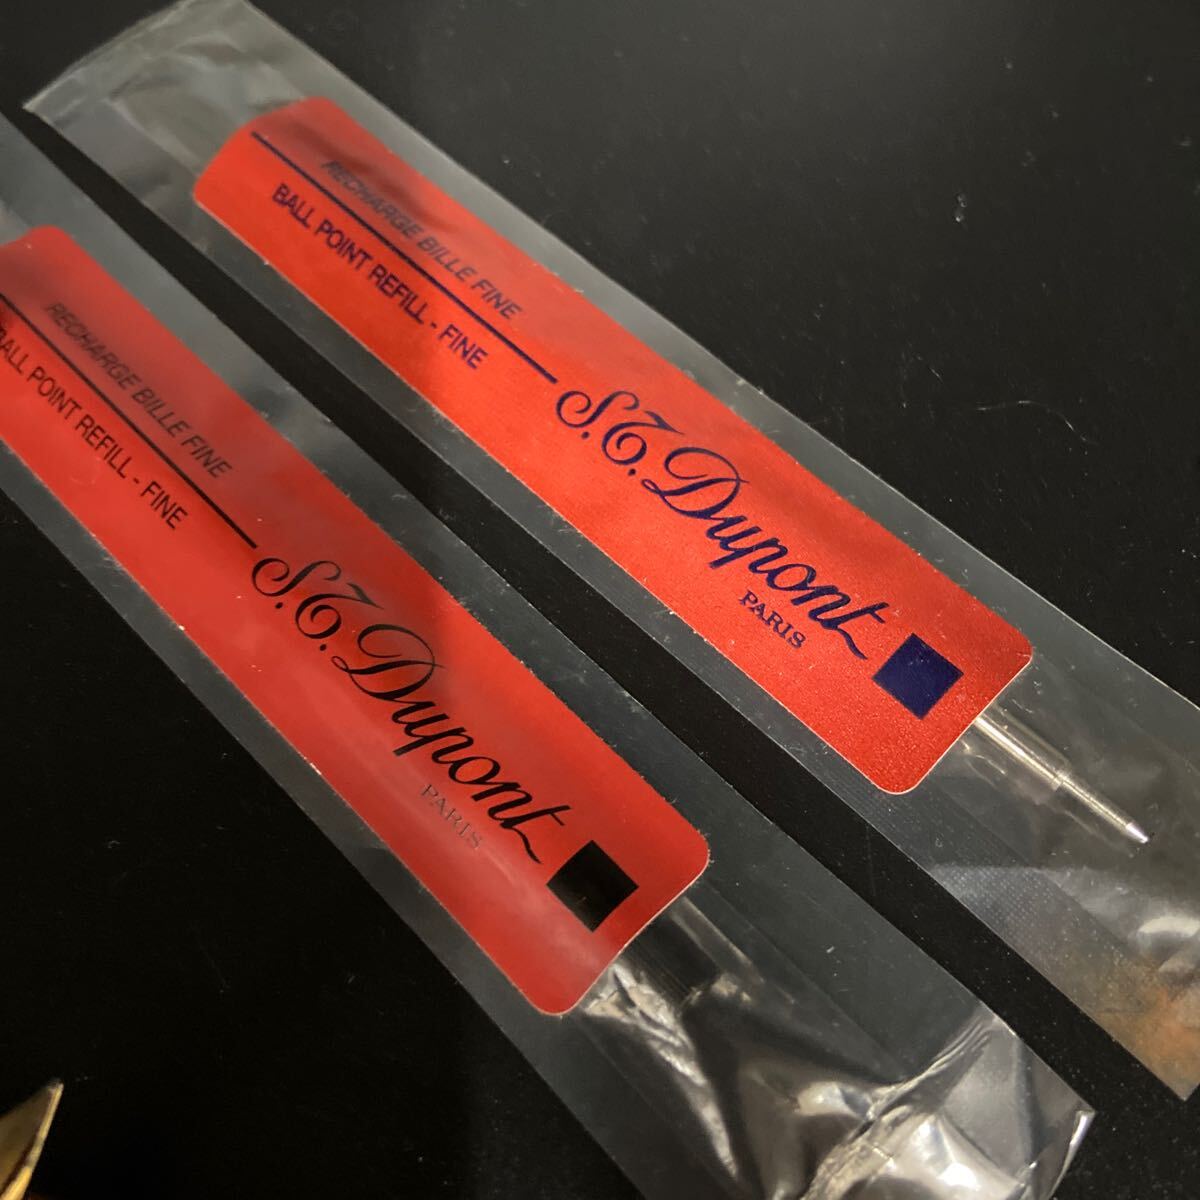 RECHARGE BILLE FINE
BALL POINT REFILL - FINE
S.T. Dupont
PARIS
RECHARGE BILLE FINE
BALL POINT REFILL - FINE
S.T. Dupont
PARIS